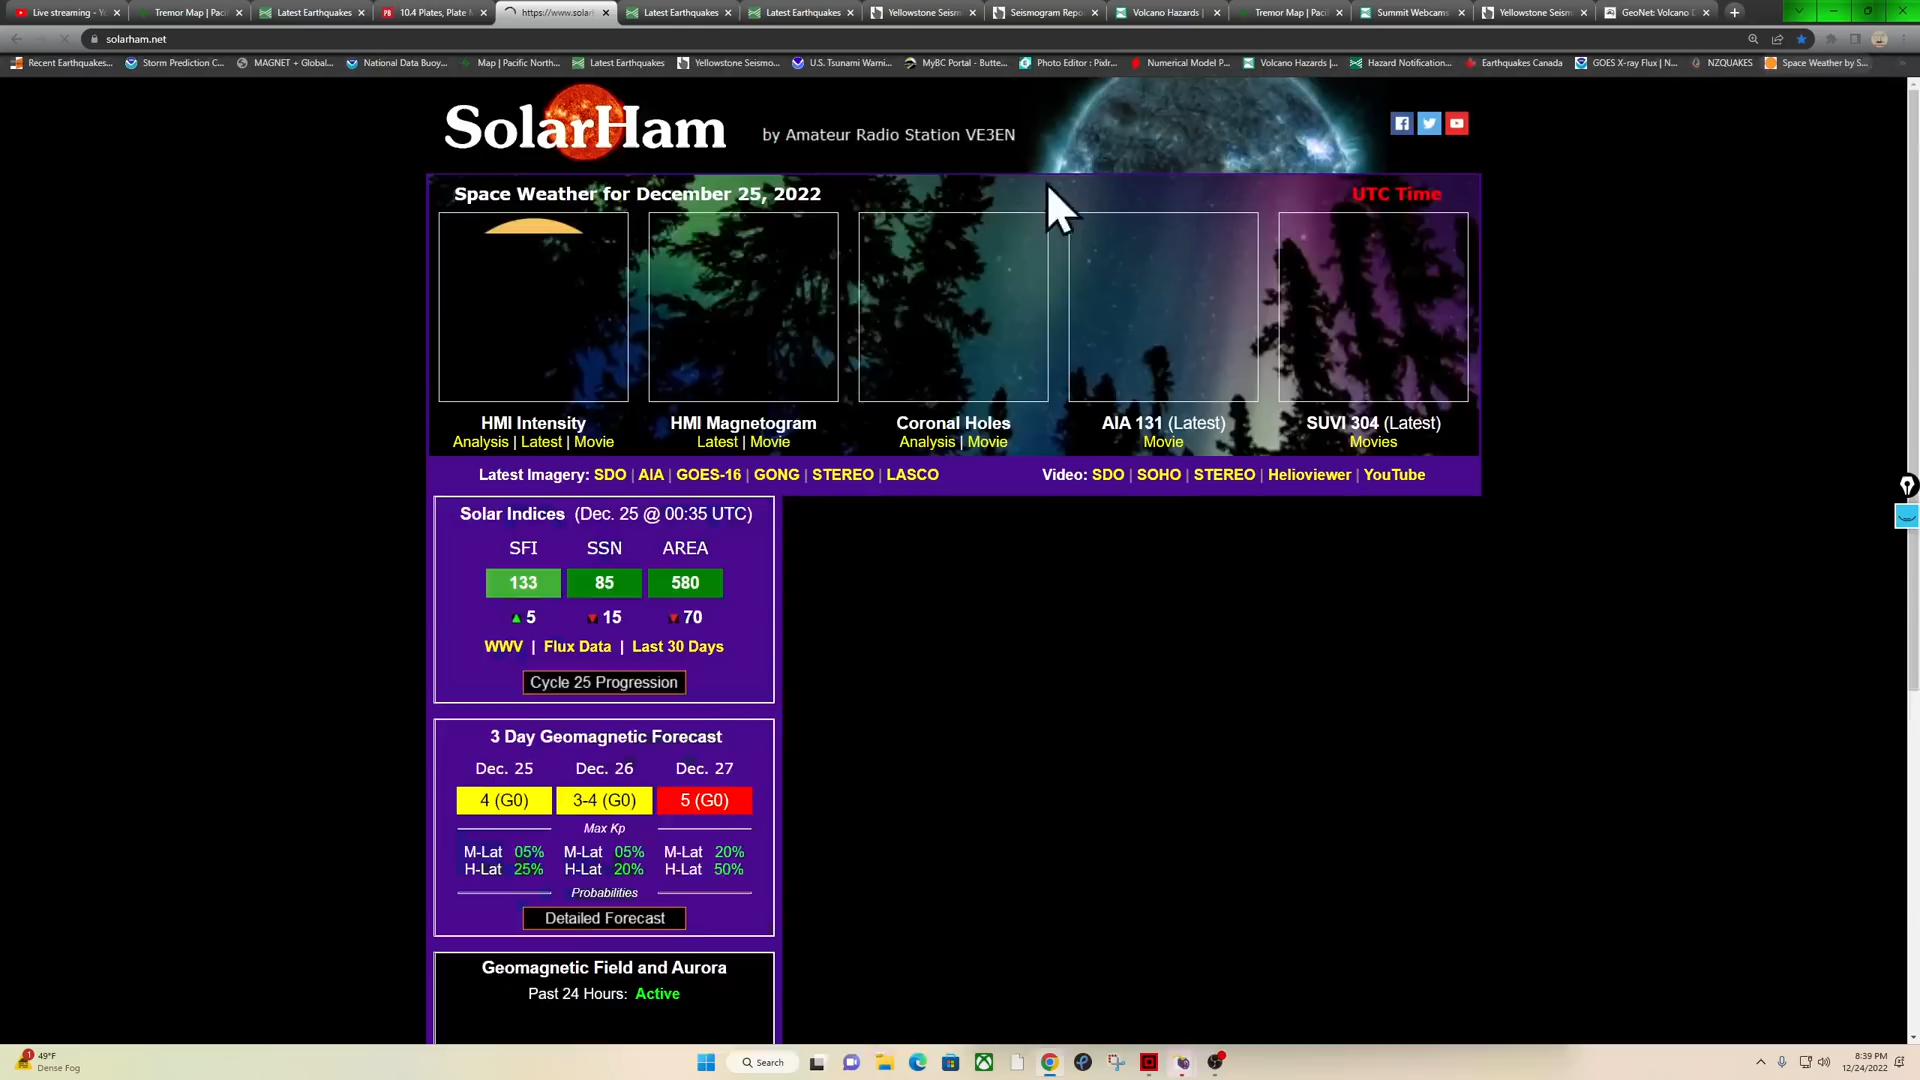 Live streaming - Y
Tremor Map | Paci
Latest Earthquakes
10.4 Plates, Plate M
https://www.solar
Latest Earthquakes
Latest Earthquakes
Yellowstone Seism
Seismogram Repo
Volcano Hazards |
Tremor Map | Paci
Summit Webcams
Yellowstone Seism
GeoNet: Volcano D
solarham.net
Recent Earthquakes...
Storm Prediction C...
MAGNET + Global...
National Data Buoy...
Map | Pacific North...
Latest Earthquakes
Yellowstone Seismo...
U.S. Tsunami Warni...
MyBC Portal - Butte...
Photo Editor : Pixlr...
Numerical Model P...
Volcano Hazards |...
Hazard Notification...
Earthquakes Canada
GOES X-ray Flux | N...
NZQUAKES
Space Weather by S...
SolarHam
by Amateur Radio Station VE3EN
Space Weather for December 25, 2022
UTC Time
HMI Intensity
Analysis | Latest | Movie
HMI Magnetogram
Latest | Movie
Coronal Holes
Analysis | Movie
AIA 131 (Latest)
Movie
SUVI 304 (Latest)
Movies
Latest Imagery: SDO | AIA | GOES-16 | GONG | STEREO | LASCO
Video: SDO | SOHO | STEREO | Helioviewer | YouTube
Solar Indices (Dec. 25 @ 00:35 UTC)
SFI SSN AREA
133 85 580
5 15 70
WWV | Flux Data | Last 30 Days
Cycle 25 Progression
3 Day Geomagnetic Forecast
Dec. 25 Dec. 26 Dec. 27
4 (G0) 3-4 (G0) 5 (G0)
Max Kp
M-Lat 05% M-Lat 05% M-Lat 20%
H-Lat 25% H-Lat 20% H-Lat 50%
Probabilities
Detailed Forecast
Geomagnetic Field and Aurora
Past 24 Hours: Active
1
49°F
Dense Fog
Search
8:39 PM
12/24/2022